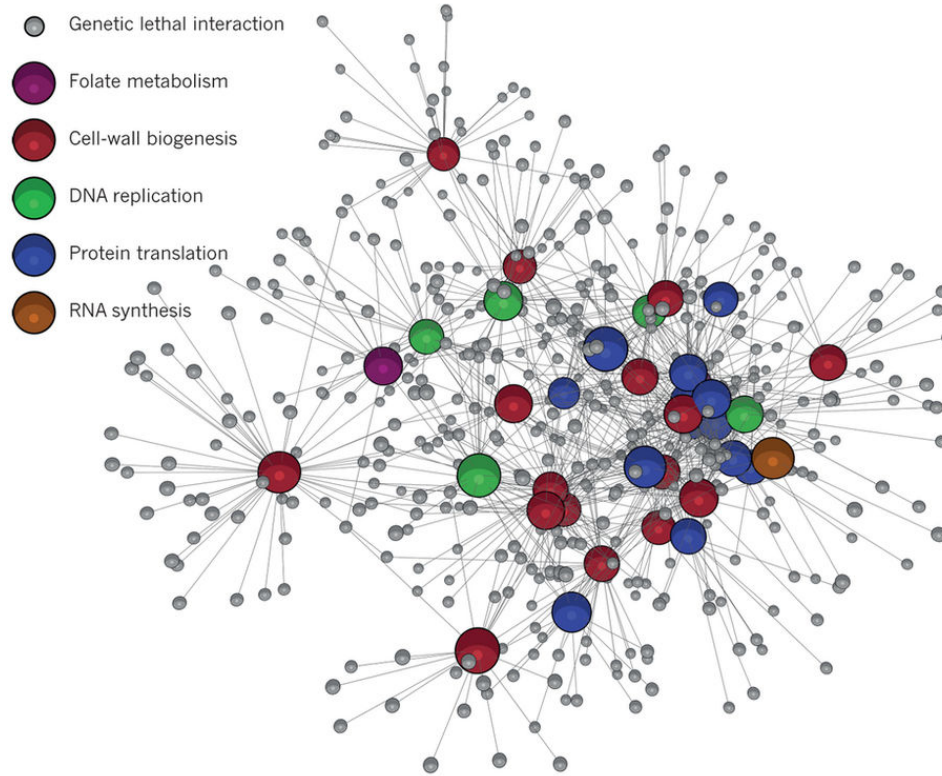 Genetic lethal interaction
Folate metabolism
Cell-wall biogenesis
DNA replication
Protein translation
RNA synthesis